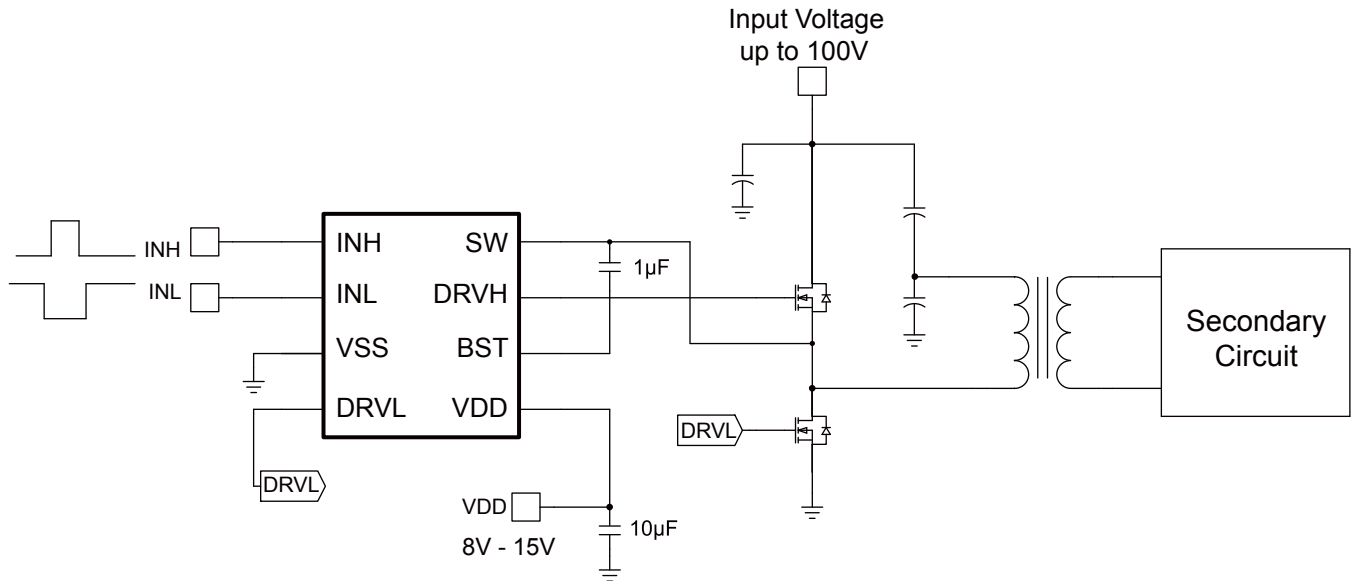 Input Voltage
up to 100V
INH
INL
INH
INL
VSS
DRVL
SW
DRVH
BST
VDD
1µF
DRVL
DRVL
VDD
8V - 15V
10µF
Secondary
Circuit